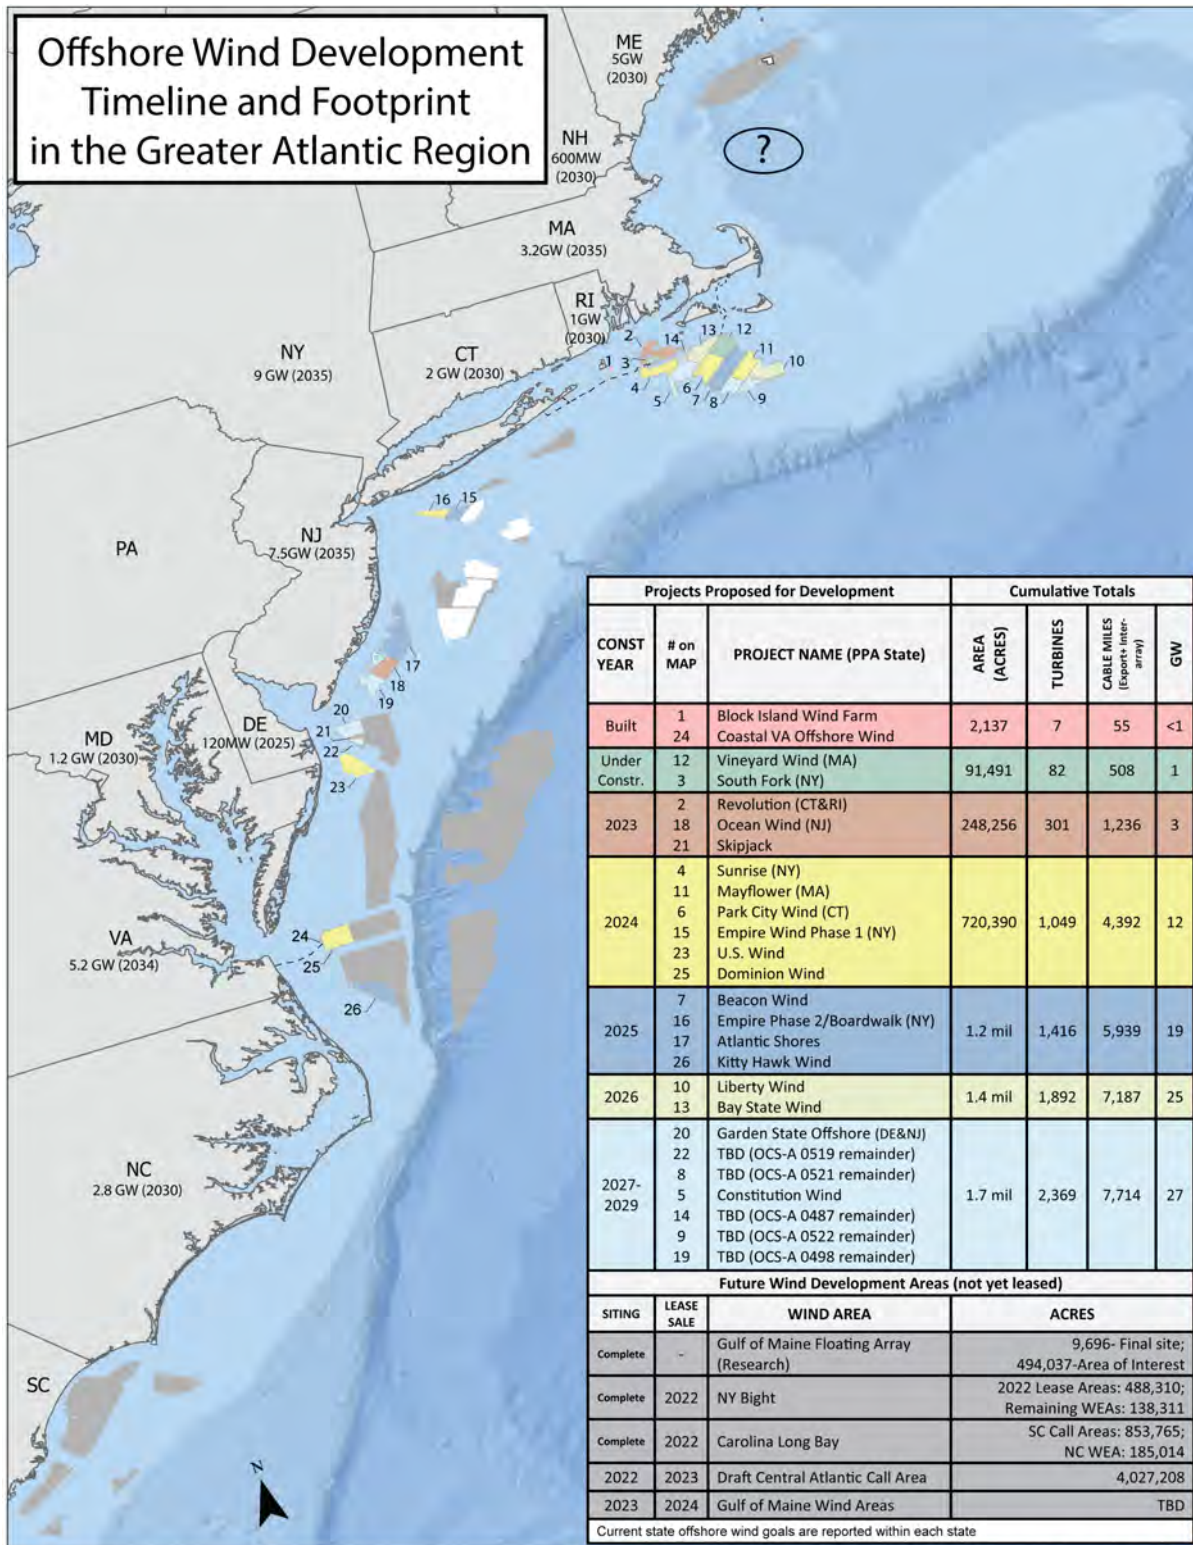 Offshore Wind Development
Timeline and Footprint
in the Greater Atlantic Region
ME
5GW
(2030)
?
NH
600MW
(2030)
MA
3.2GW (2035)
RI
1GW
(2030)
CT
2 GW (2030)
NY
9 GW (2035)
PA
NJ
7.5GW (2035)
DE
120MW (2025)
MD
1.2 GW (2030)
VA
5.2 GW (2034)
NC
2.8 GW (2030)
SC
N
1
2
3
4
5
6
7
8
9
10
11
12
13
14
15
16
17
18
19
20
21
22
23
24
25
26
Projects Proposed for Development Cumulative Totals
CONST YEAR # on MAP PROJECT NAME (PPA State) AREA (ACRES) TURBINES CABLE MILES (Export+ Inter-array) GW
Built 2,137 7 55 <1
1 Block Island Wind Farm
24 Coastal VA Offshore Wind
Under Constr. 91,491 82 508 1
12 Vineyard Wind (MA)
3 South Fork (NY)
2023 248,256 301 1,236 3
2 Revolution (CT&RI)
18 Ocean Wind (NJ)
21 Skipjack
2024 720,390 1,049 4,392 12
4 Sunrise (NY)
11 Mayflower (MA)
6 Park City Wind (CT)
15 Empire Wind Phase 1 (NY)
23 U.S. Wind
25 Dominion Wind
2025 1.2 mil 1,416 5,939 19
7 Beacon Wind
16 Empire Phase 2/Boardwalk (NY)
17 Atlantic Shores
26 Kitty Hawk Wind
2026 1.4 mil 1,892 7,187 25
10 Liberty Wind
13 Bay State Wind
2027-2029 1.7 mil 2,369 7,714 27
20 Garden State Offshore (DE&NJ)
22 TBD (OCS-A 0519 remainder)
8 TBD (OCS-A 0521 remainder)
5 Constitution Wind
14 TBD (OCS-A 0487 remainder)
9 TBD (OCS-A 0522 remainder)
19 TBD (OCS-A 0498 remainder)
Future Wind Development Areas (not yet leased)
SITING LEASE SALE WIND AREA ACRES
Complete - Gulf of Maine Floating Array (Research) 9,696- Final site; 494,037-Area of Interest
Complete 2022 NY Bight 2022 Lease Areas: 488,310; Remaining WEAs: 138,311
Complete 2022 Carolina Long Bay SC Call Areas: 853,765; NC WEA: 185,014
2022 2023 Draft Central Atlantic Call Area 4,027,208
2023 2024 Gulf of Maine Wind Areas TBD
Current state offshore wind goals are reported within each state